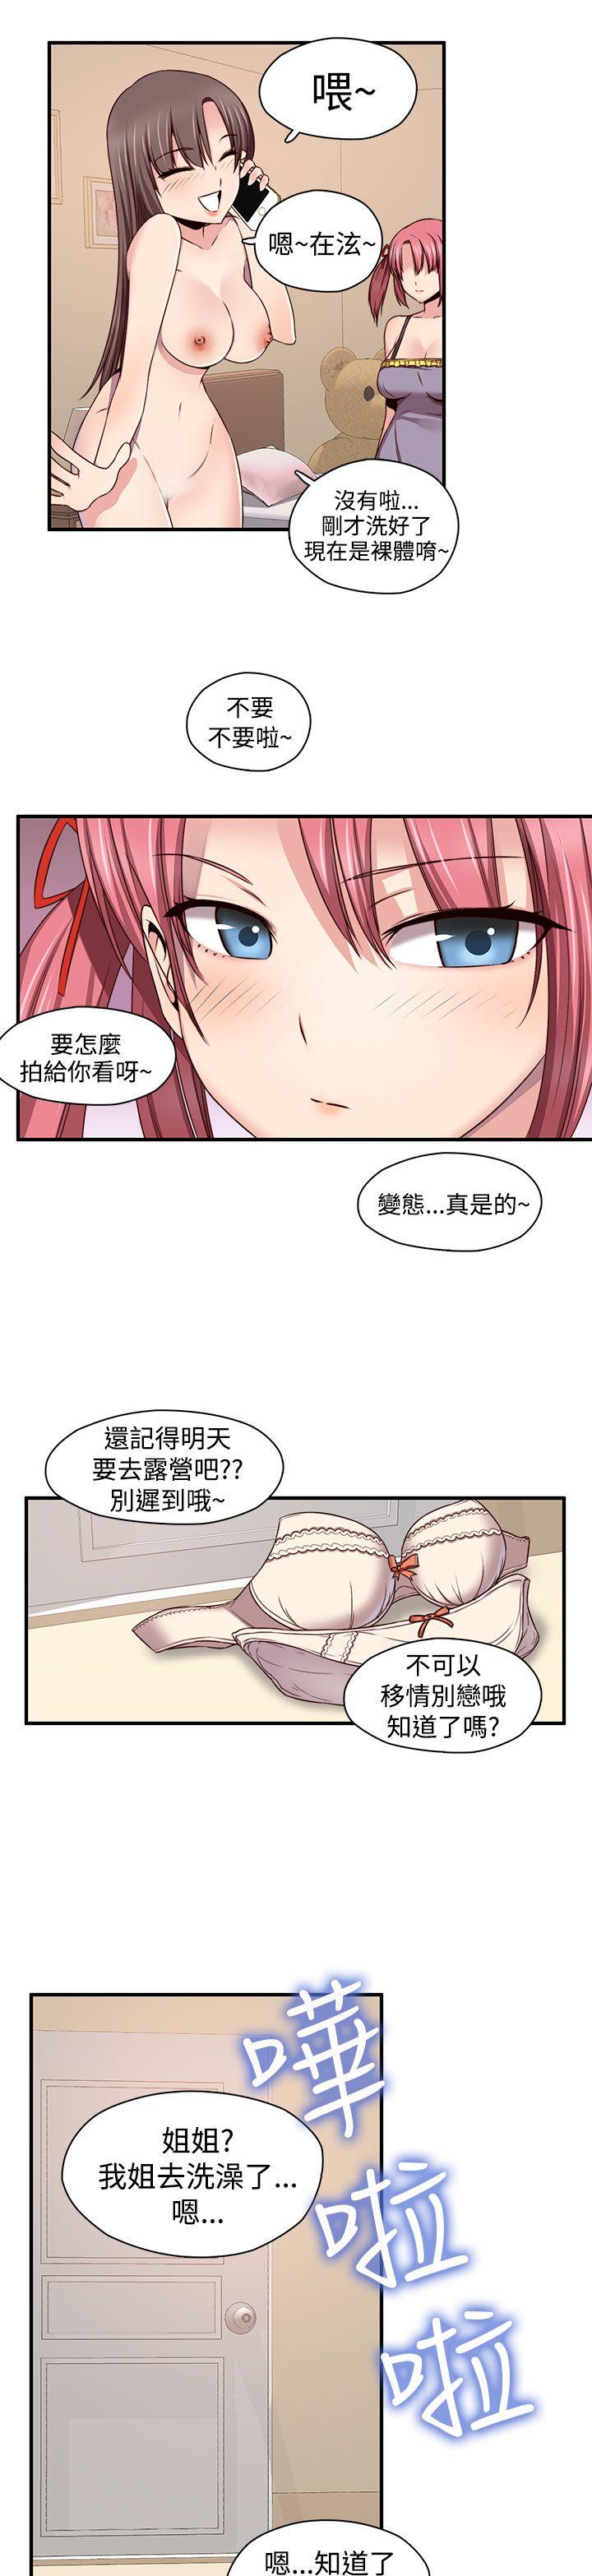 喂~
嗯~在泫~
沒有啦...
剛才洗好了
現在是裸體唷~
不要
不要啦~
要怎麼
拍給你看呀~
變態...真是的~
還記得明天
要去露營吧??
別遲到哦~
不可以
移情別戀哦
知道了嗎?
嘩
啦
啦
姐姐?
我姐去洗澡了...
嗯...
嗯...知道了